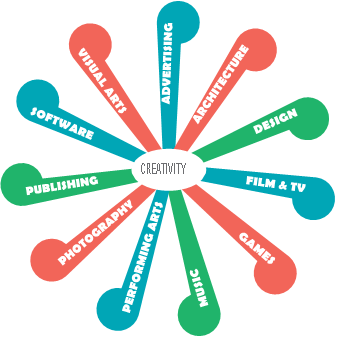 ADVERTISING
ARCHITECTURE
DESIGN
FILM & TV
GAMES
MUSIC
PERFORMING ARTS
PHOTOGRAPHY
PUBLISHING
SOFTWARE
VISUAL ARTS
CREATIVITY